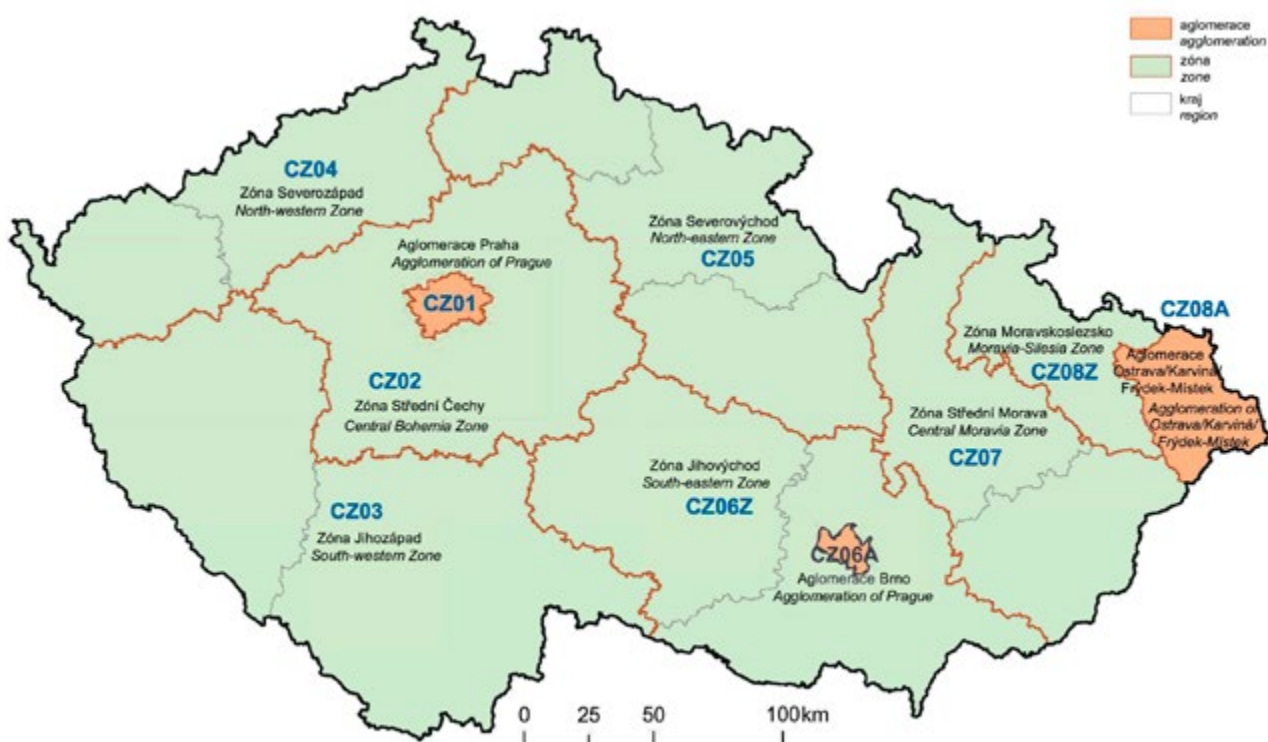 aglomerace
agglomeration
zóna
zone
kraj
region
CZ04
Zóna Severozápad
North-western Zone
Zóna Severovýchod
North-eastern Zone
CZ05
Aglomerace Praha
Agglomeration of Prague
CZ01
CZ08A
Zóna Moravskoslezsko
Moravia-Silesia Zone
CZ08Z
Aglomerace
Ostrava/Karviná/
Frýdek-Místek
Agglomeration of
Ostrava/Karviná/
Frýdek-Místek
CZ02
Zóna Střední Čechy
Central Bohemia Zone
Zóna Střední Morava
Central Moravia Zone
CZ07
Zóna Jihovýchod
South-eastern Zone
CZ06Z
CZ03
Zóna Jihozápad
South-western Zone
CZ06A
Aglomerace Brno
Agglomeration of Prague
0 25 50 100km